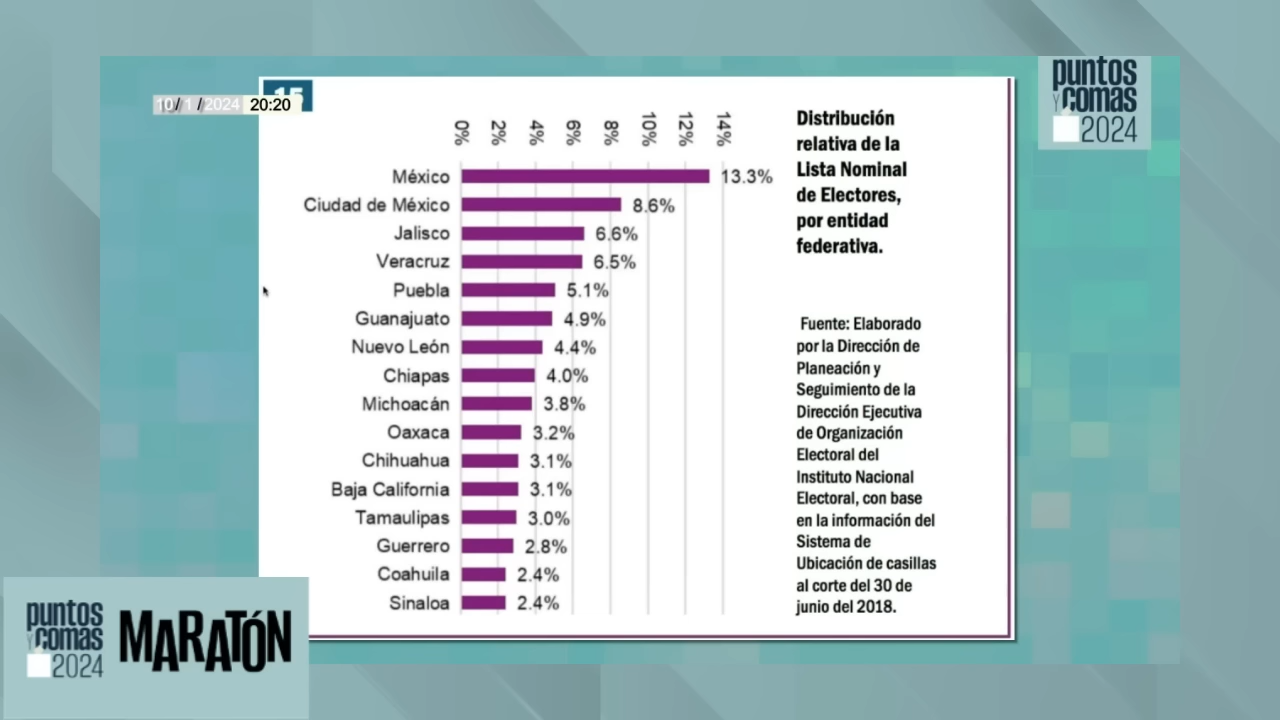 10/ 1 /2024 20:20
15
puntos
y comas
2024
0%
2%
4%
6%
8%
10%
12%
14%
México 13.3%
Ciudad de México 8.6%
Jalisco 6.6%
Veracruz 6.5%
Puebla 5.1%
Guanajuato 4.9%
Nuevo León 4.4%
Chiapas 4.0%
Michoacán 3.8%
Oaxaca 3.2%
Chihuahua 3.1%
Baja California 3.1%
Tamaulipas 3.0%
Guerrero 2.8%
Coahuila 2.4%
Sinaloa 2.4%
Distribución
relativa de la
Lista Nominal
de Electores,
por entidad
federativa.
Fuente: Elaborado
por la Dirección de
Planeación y
Seguimiento de la
Dirección Ejecutiva
de Organización
Electoral del
Instituto Nacional
Electoral, con base
en la información del
Sistema de
Ubicación de casillas
al corte del 30 de
junio del 2018.
puntos
y comas
2024
MARATÓN